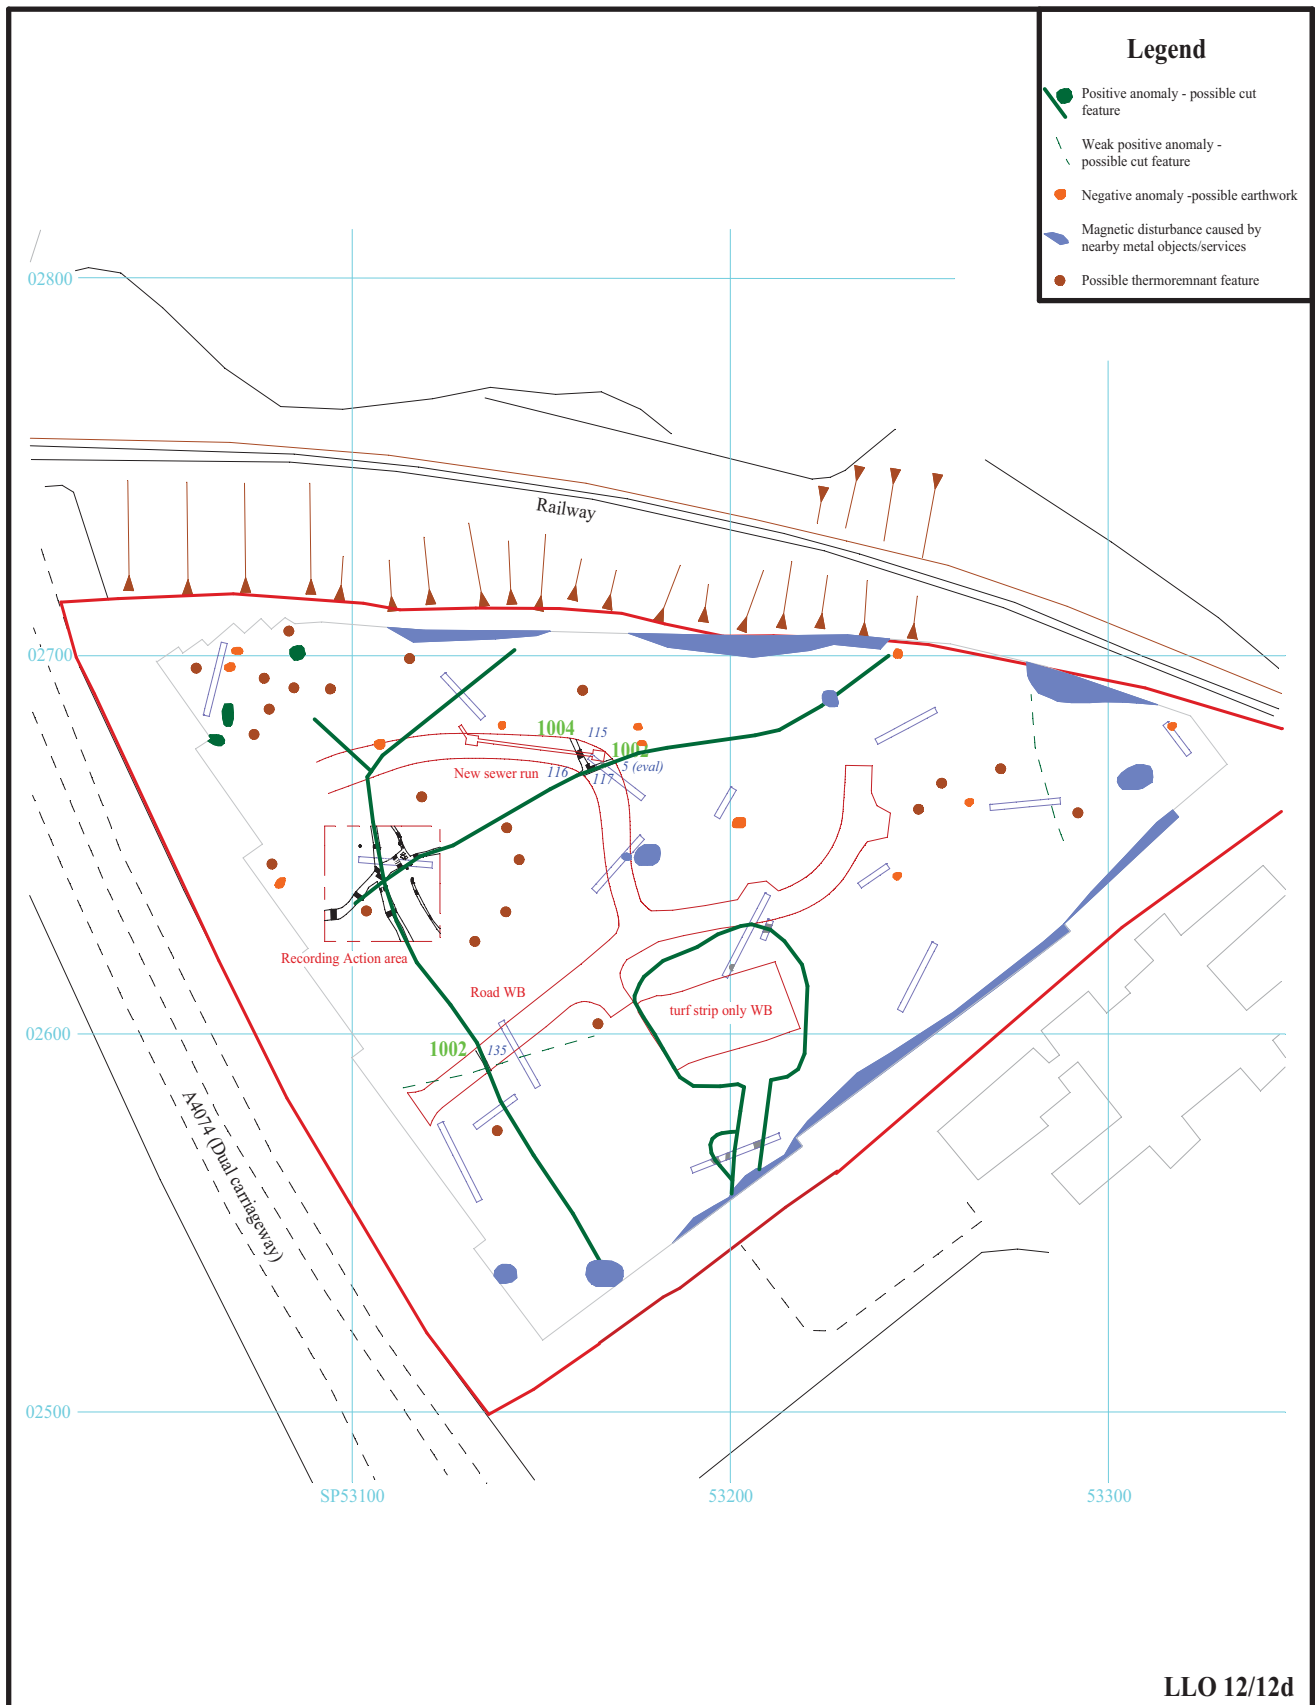 Legend
Positive anomaly - possible cut
feature
Weak positive anomaly -
possible cut feature
Negative anomaly -possible earthwork
Magnetic disturbance caused by
nearby metal objects/services
Possible thermoremnant feature
02800
Railway
02700
1004
115
1002
5 (eval)
New sewer run
116
117
Recording Action area
Road WB
turf strip only WB
02600
1002
135
A4074 (Dual carriageway)
02500
SP53100
53200
53300
LLO 12/12d